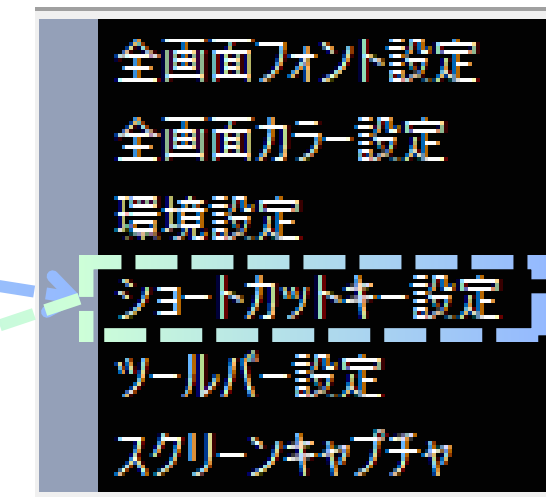 全画面フォント設定
全画面カラー設定
環境設定
ショートカットキー設定
ツールバー設定
スクリーンキャプチャ